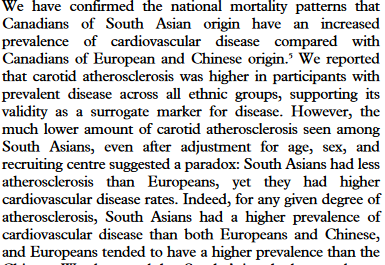 We have confirmed the national mortality patterns that
Canadians of South Asian origin have an increased
prevalence of cardiovascular disease compared with
Canadians of European and Chinese origin.⁵ We reported
that carotid atherosclerosis was higher in participants with
prevalent disease across all ethnic groups, supporting its
validity as a surrogate marker for disease. However, the
much lower amount of carotid atherosclerosis seen among
South Asians, even after adjustment for age, sex, and
recruiting centre suggested a paradox: South Asians had less
atherosclerosis than Europeans, yet they had higher
cardiovascular disease rates. Indeed, for any given degree of
atherosclerosis, South Asians had a higher prevalence of
cardiovascular disease than both Europeans and Chinese,
and Europeans tended to have a higher prevalence than the